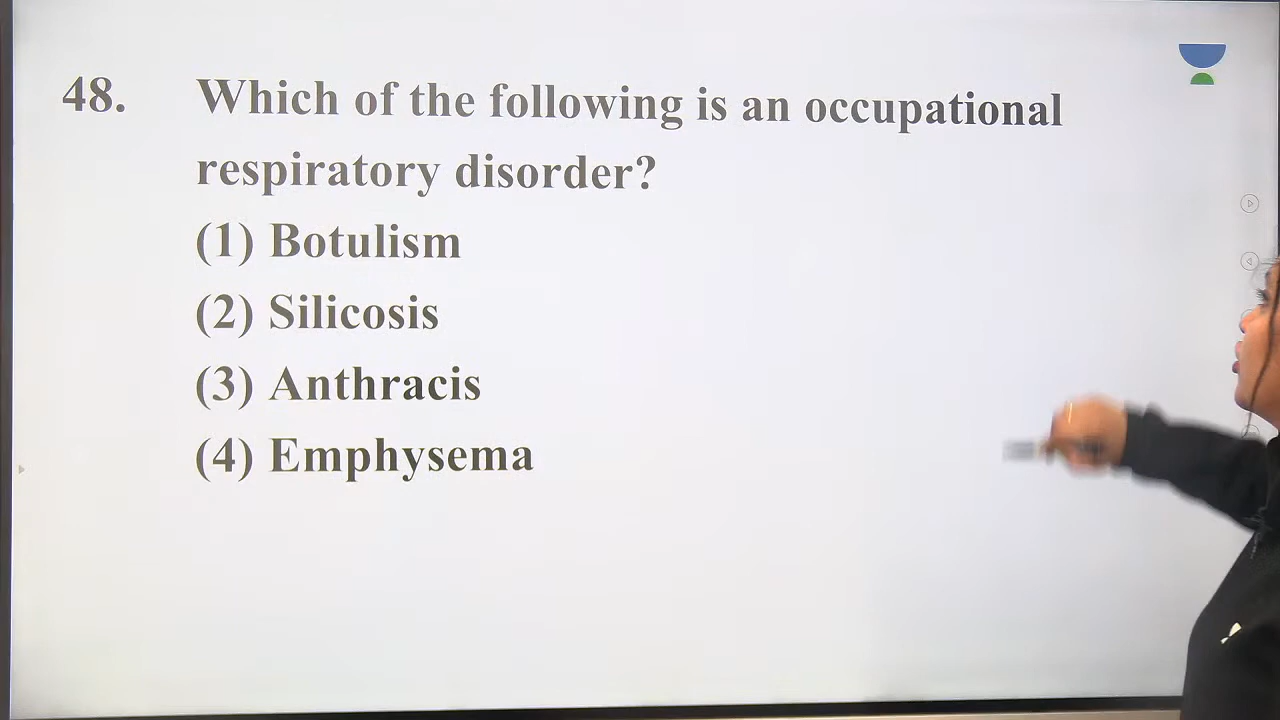 48. Which of the following is an occupational
respiratory disorder?
(1) Botulism
(2) Silicosis
(3) Anthracis
(4) Emphysema